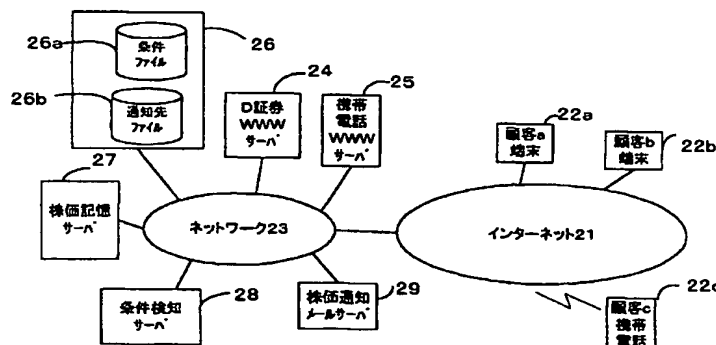 26a
条件
ファイル
26
26b
通知先
ファイル
24
D証券
WWW
サーバ
25
携帯
電話
WWW
サーバ
22a
顧客a
端末
顧客b
端末
22b
27
株価記憶
サーバ
ネットワーク23
インターネット21
条件検知
サーバ
28
株価通知
メールサーバ
29
顧客c
携帯
電話
22c